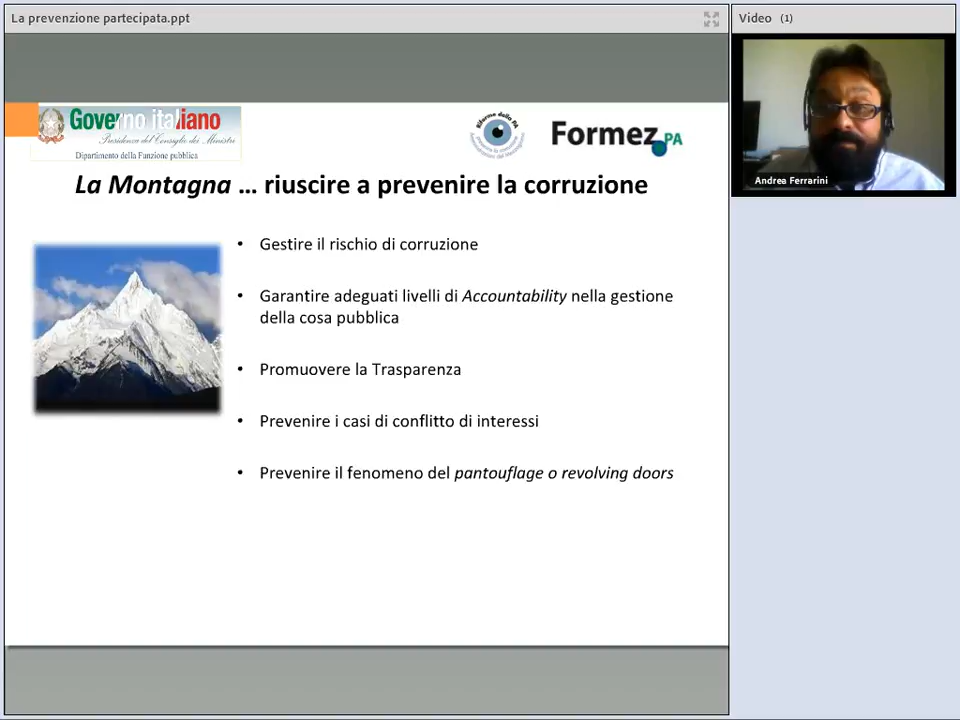 La prevenzione partecipata.ppt
Video (1)
Governo italiano
Presidenza del Consiglio dei Ministri
Dipartimento della Funzione pubblica
Riforme della PA
Formez PA
Andrea Ferrarini
La Montagna ... riuscire a prevenire la corruzione
• Gestire il rischio di corruzione
• Garantire adeguati livelli di Accountability nella gestione
della cosa pubblica
• Promuovere la Trasparenza
• Prevenire i casi di conflitto di interessi
• Prevenire il fenomeno del pantouflage o revolving doors